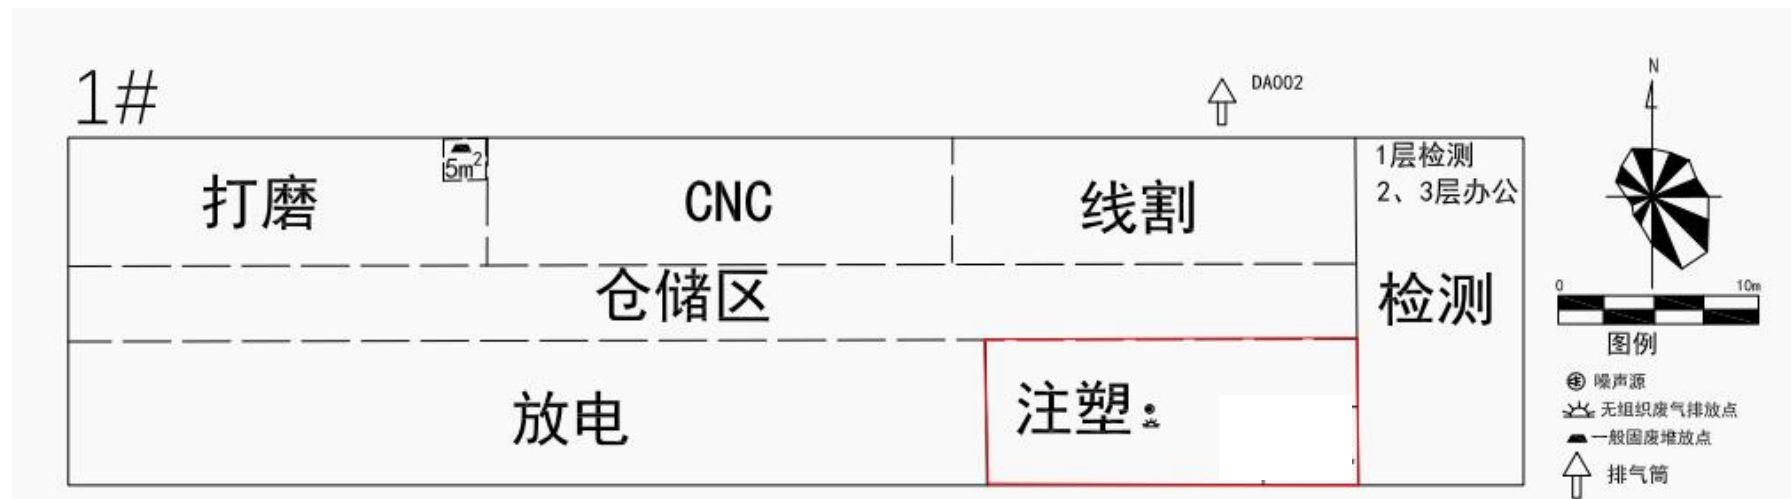 1#
DA002
N
5m²
打磨
CNC
线割
1层检测
2、3层办公
仓储区
检测
放电
注塑:
0 10m
图例
噪声源
无组织废气排放点
一般固废堆放点
排气筒